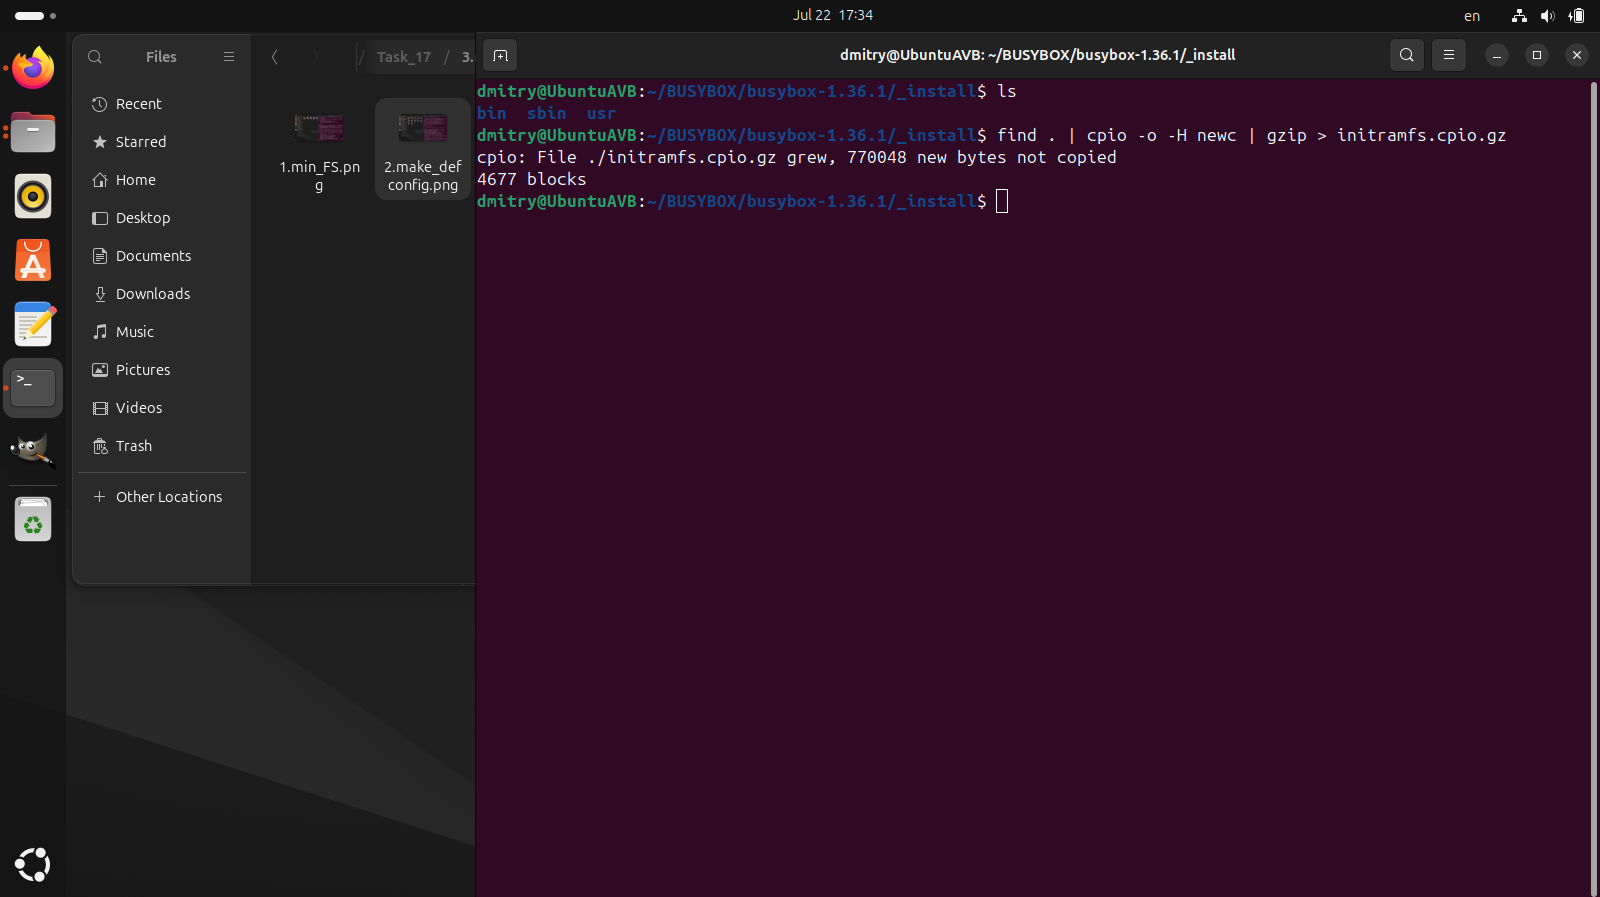 Jul 22 17:34
en
Files
Task_17 / 3.
dmitry@UbuntuAVB: ~/BUSYBOX/busybox-1.36.1/_install
Recent
Starred
Home
Desktop
Documents
Downloads
Music
Pictures
Videos
Trash
Other Locations
1.min_FS.pn
g
2.make_def
config.png
dmitry@UbuntuAVB:~/BUSYBOX/busybox-1.36.1/_install$ ls
bin sbin usr
dmitry@UbuntuAVB:~/BUSYBOX/busybox-1.36.1/_install$ find . | cpio -o -H newc | gzip > initramfs.cpio.gz
cpio: File ./initramfs.cpio.gz grew, 770048 new bytes not copied
4677 blocks
dmitry@UbuntuAVB:~/BUSYBOX/busybox-1.36.1/_install$